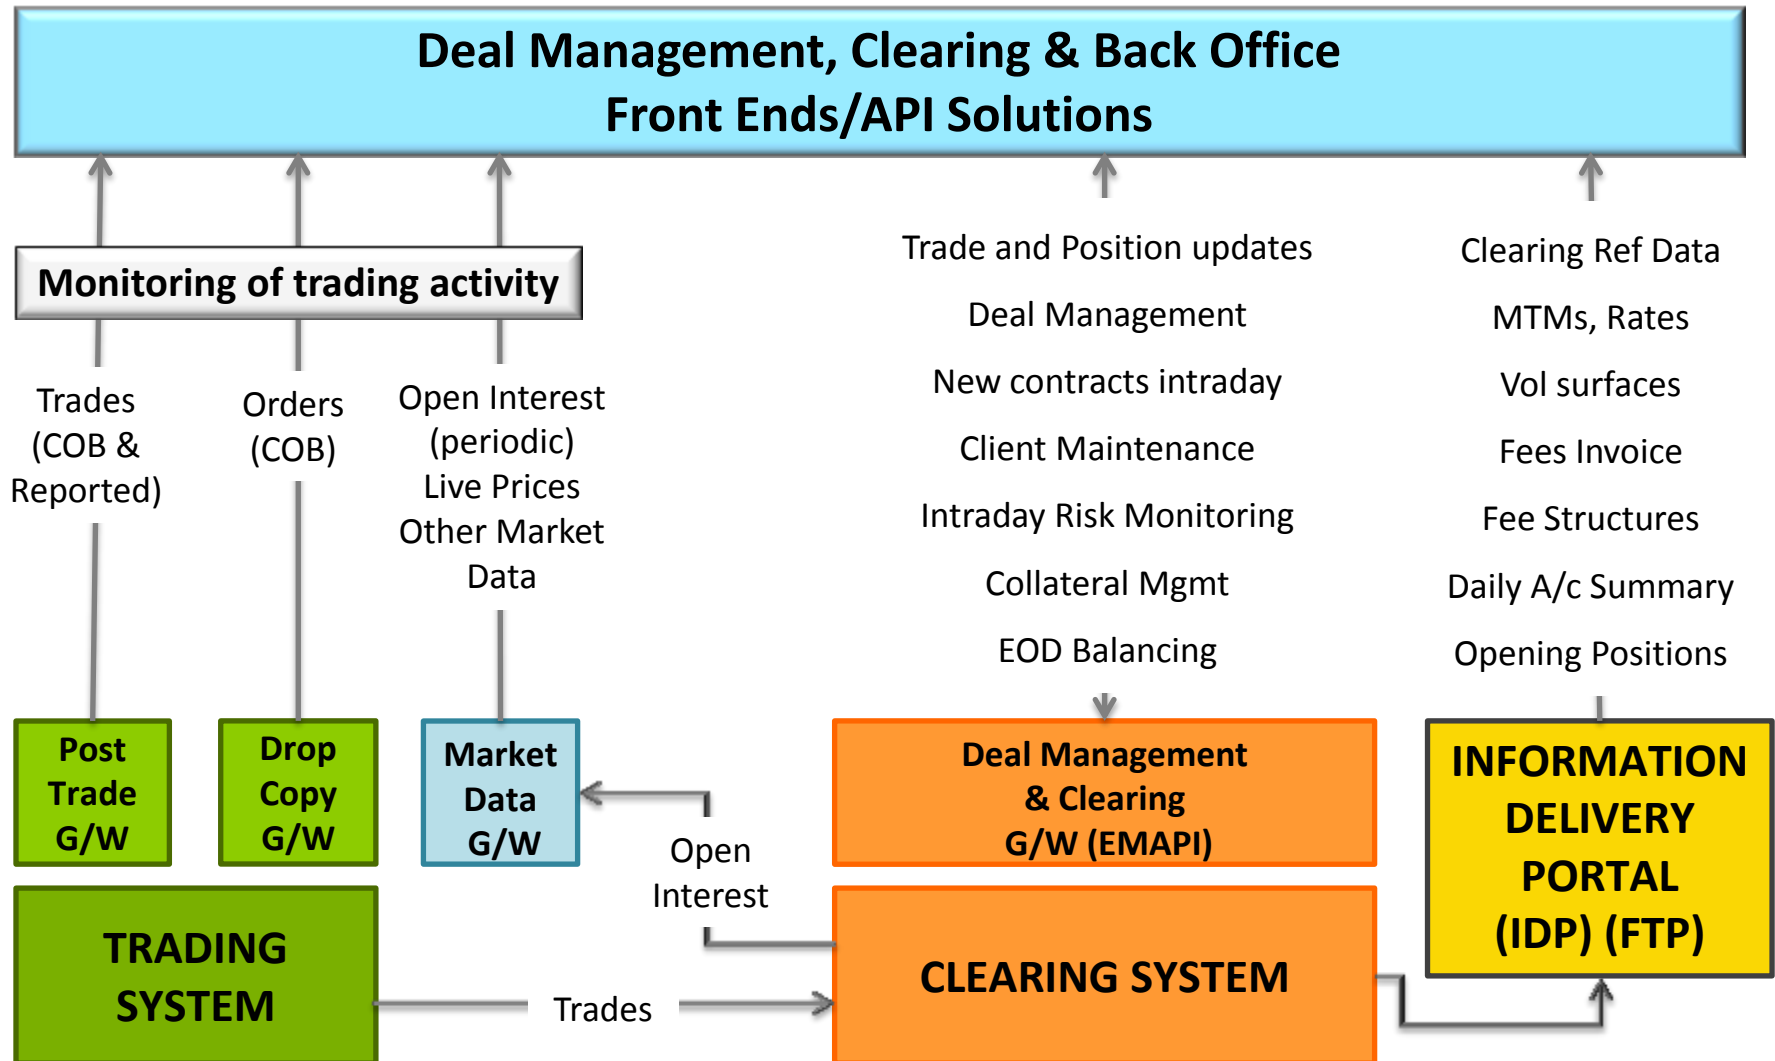 Deal Management, Clearing & Back Office
Front Ends/API Solutions
Monitoring of trading activity
Trades
(COB &
Reported)
Orders
(COB)
Open Interest
(periodic)
Live Prices
Other Market
Data
Trade and Position updates
Deal Management
New contracts intraday
Client Maintenance
Intraday Risk Monitoring
Collateral Mgmt
EOD Balancing
Clearing Ref Data
MTMs, Rates
Vol surfaces
Fees Invoice
Fee Structures
Daily A/c Summary
Opening Positions
Post
Trade
G/W
Drop
Copy
G/W
Market
Data
G/W
Open
Interest
Deal Management
& Clearing
G/W (EMAPI)
INFORMATION
DELIVERY
PORTAL
(IDP) (FTP)
TRADING
SYSTEM
Trades
CLEARING SYSTEM